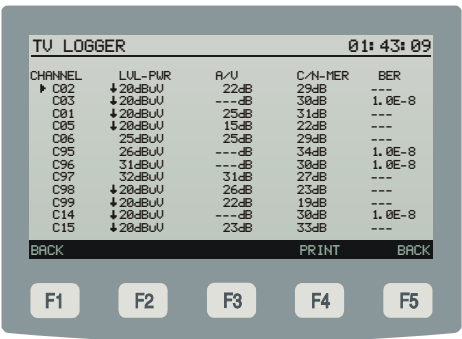 TV LOGGER 01:43:09
CHANNEL LVL-PWR A/V C/N-MER BER
▶ C02 ↓20dBuV 22dB 29dB ---
C03 ↓20dBuV ---dB 30dB 1.0E-8
C01 ↓20dBuV 25dB 31dB ---
C05 ↓20dBuV 15dB 22dB ---
C06 25dBuV 25dB 29dB ---
C95 26dBuV ---dB 34dB 1.0E-8
C96 31dBuV ---dB 30dB 1.0E-8
C97 32dBuV 31dB 27dB ---
C98 ↓20dBuV 26dB 23dB ---
C99 ↓20dBuV 22dB 19dB ---
C14 ↓20dBuV ---dB 30dB 1.0E-8
C15 ↓20dBuV 23dB 33dB ---
BACK PRINT BACK
F1 F2 F3 F4 F5